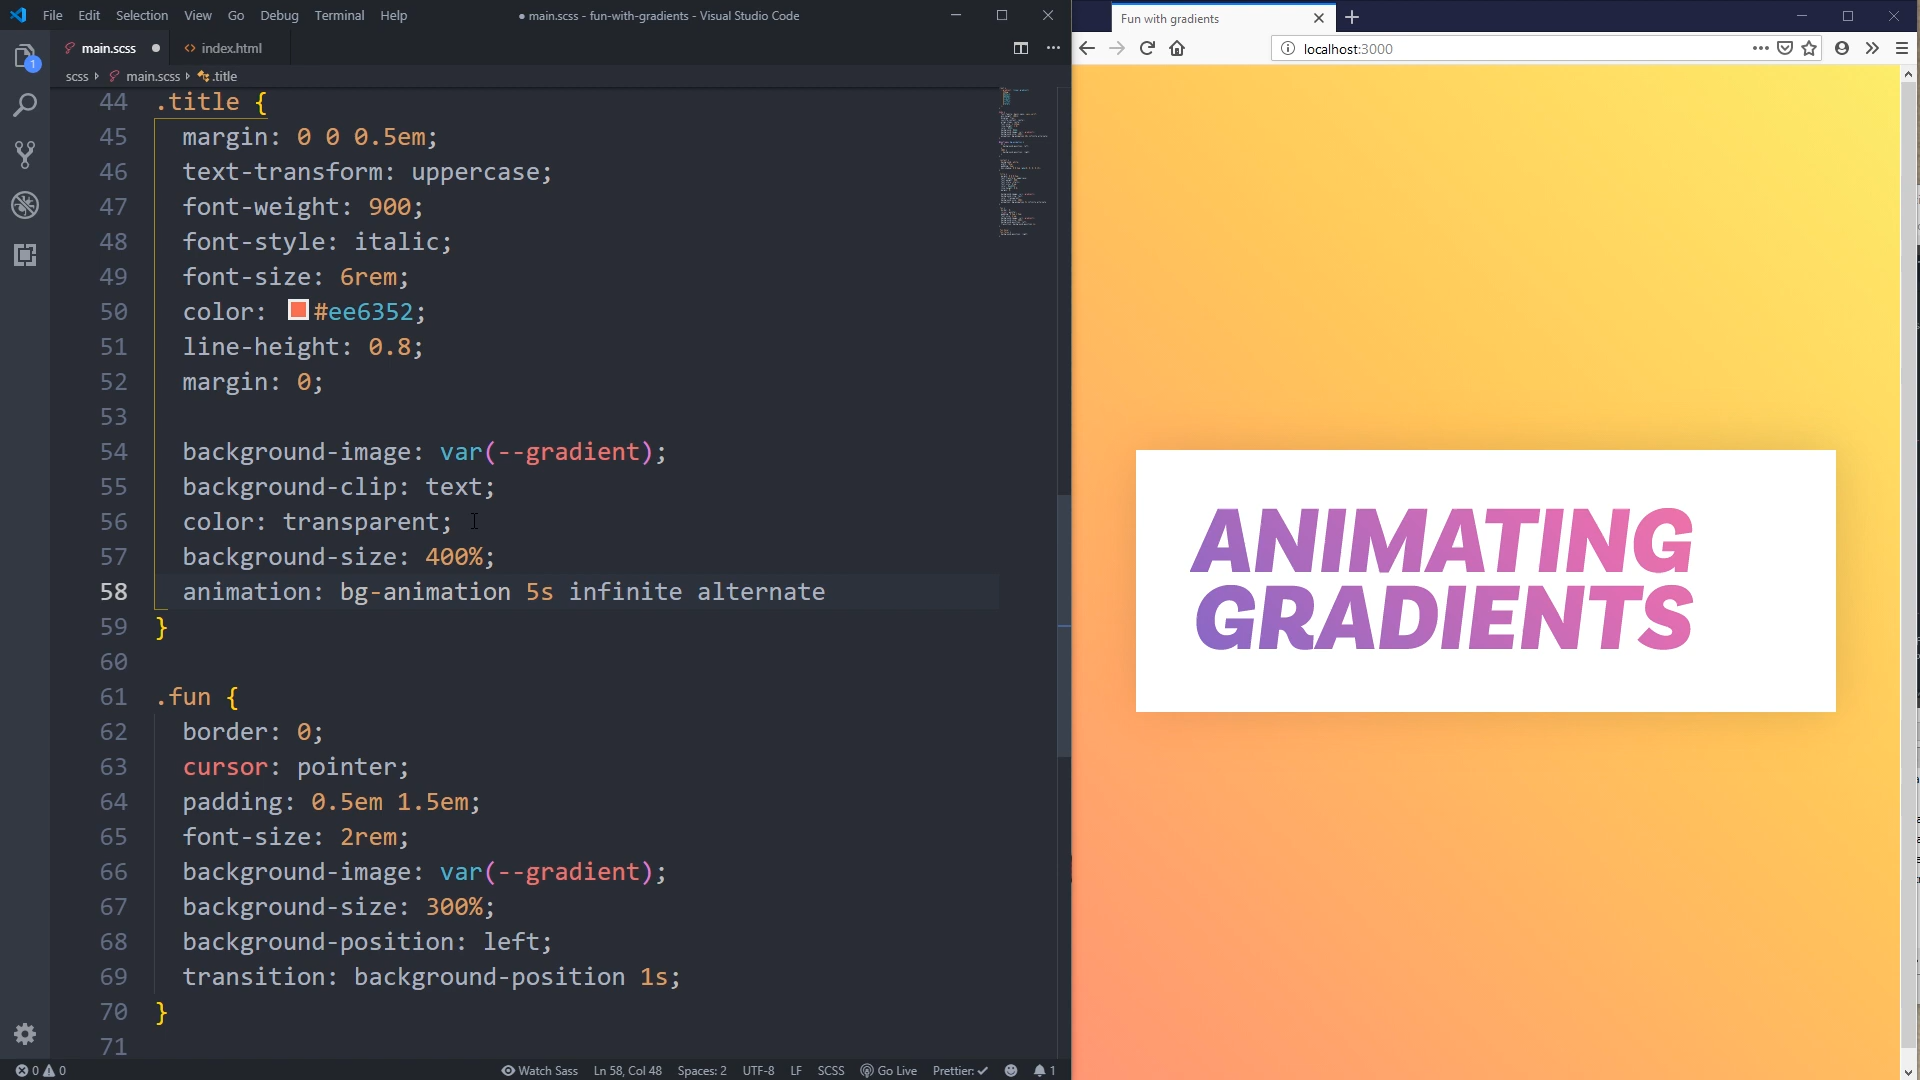 File Edit Selection View Go Debug Terminal Help
● main.scss - fun-with-gradients - Visual Studio Code
main.scss ●
<> index.html
scss › main.scss › .title
1
44 .title {
45 margin: 0 0 0.5em;
46 text-transform: uppercase;
47 font-weight: 900;
48 font-style: italic;
49 font-size: 6rem;
50 color: #ee6352;
51 line-height: 0.8;
52 margin: 0;
53
54 background-image: var(--gradient);
55 background-clip: text;
56 color: transparent;
57 background-size: 400%;
58 animation: bg-animation 5s infinite alternate
59 }
60
61 .fun {
62 border: 0;
63 cursor: pointer;
64 padding: 0.5em 1.5em;
65 font-size: 2rem;
66 background-image: var(--gradient);
67 background-size: 300%;
68 background-position: left;
69 transition: background-position 1s;
70 }
71
0 0
Watch Sass Ln 58, Col 48 Spaces: 2 UTF-8 LF SCSS Go Live Prettier: ✓ 1
Fun with gradients
localhost:3000
ANIMATING
GRADIENTS